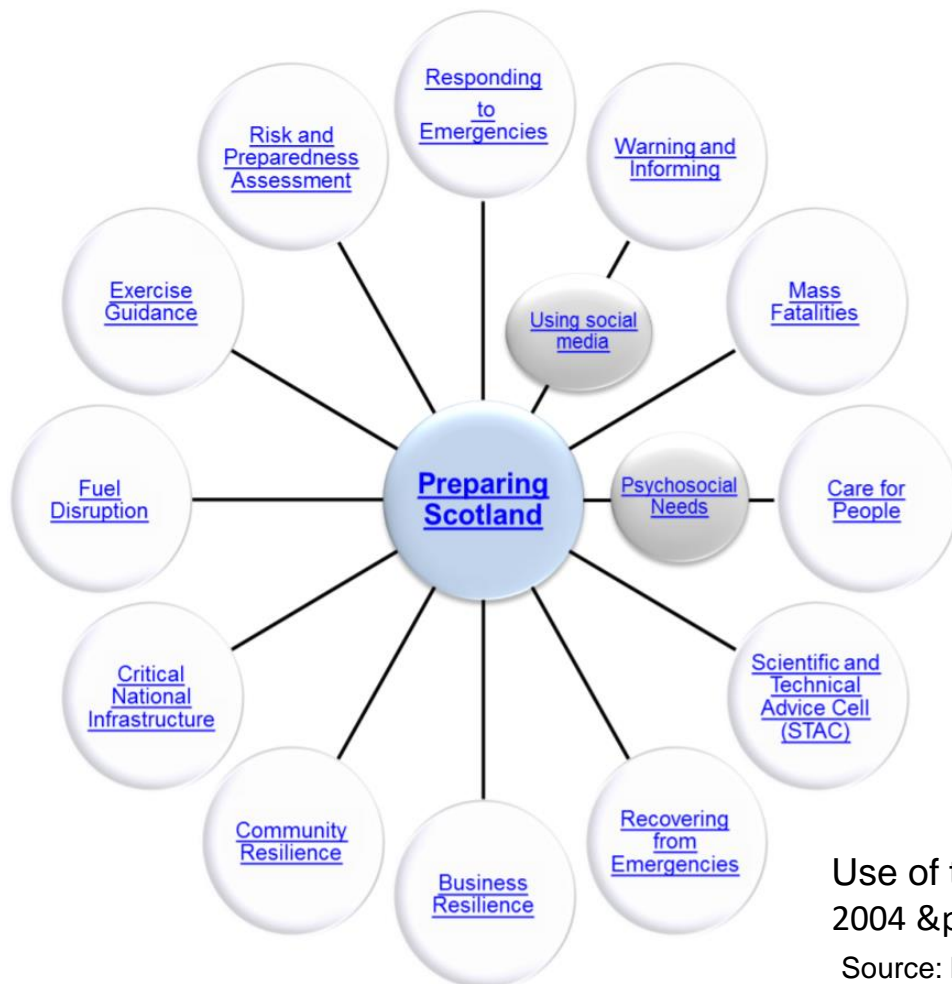 Responding
to
Emergencies
Warning and
Informing
Mass
Fatalities
Care for
People
Scientific and
Technical
Advice Cell
(STAC)
Recovering
from
Emergencies
Business
Resilience
Community
Resilience
Critical
National
Infrastructure
Fuel
Disruption
Exercise
Guidance
Risk and
Preparedness
Assessment
Using social
media
Psychosocial
Needs
Preparing
Scotland
Use of
2004 &p
Source: